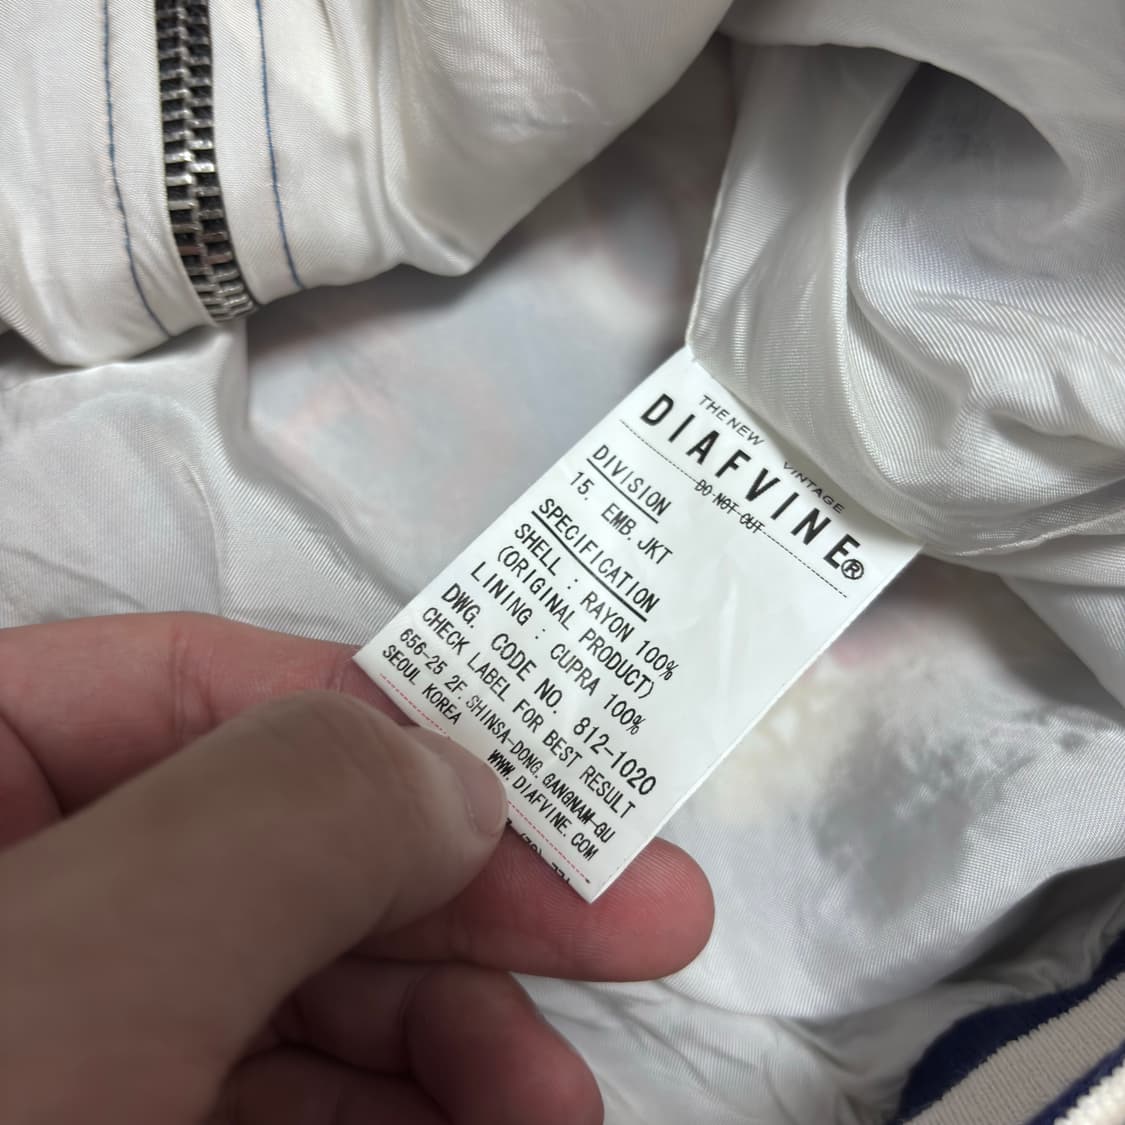 THE NEW VINTAGE
DIAFVINE®
DO NOT CUT
DIVISION
15. EMB. JKT
SPECIFICATION
SHELL : RAYON 100%
(ORIGINAL PRODUCT)
LINING : CUPRA 100%
DWG. CODE NO. 812-1020
CHECK LABEL FOR BEST RESULT
656-25 2F. SHINSA-DONG. GANGNAM-GU
SEOUL KOREA
WWW.DIAFVINE.COM